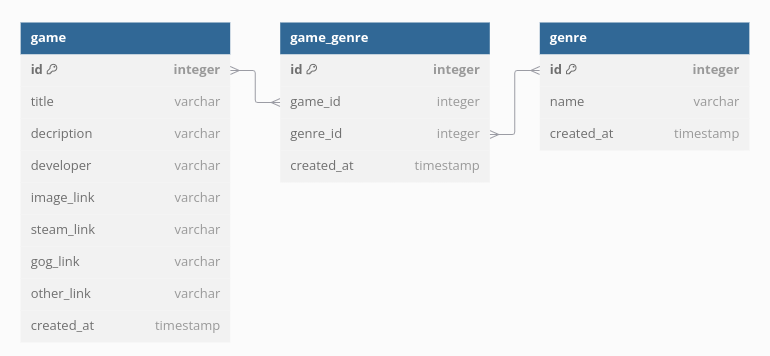 game
id integer
title varchar
decription varchar
developer varchar
image_link varchar
steam_link varchar
gog_link varchar
other_link varchar
created_at timestamp
game_genre
id integer
game_id integer
genre_id integer
created_at timestamp
genre
id integer
name varchar
created_at timestamp